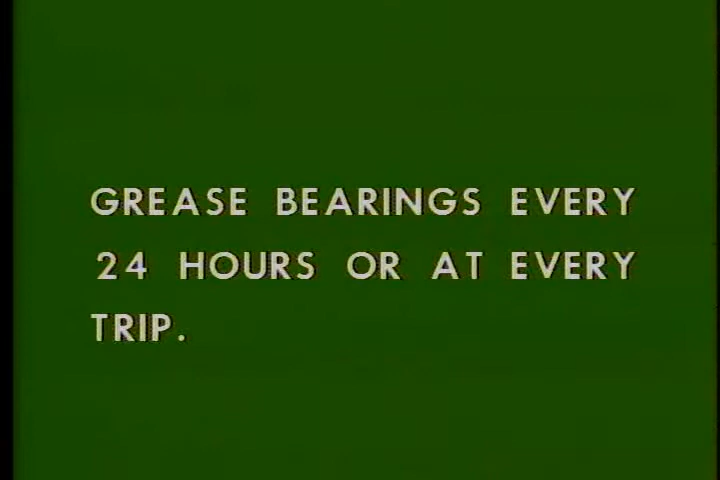 GREASE BEARINGS EVERY
24 HOURS OR AT EVERY
TRIP.